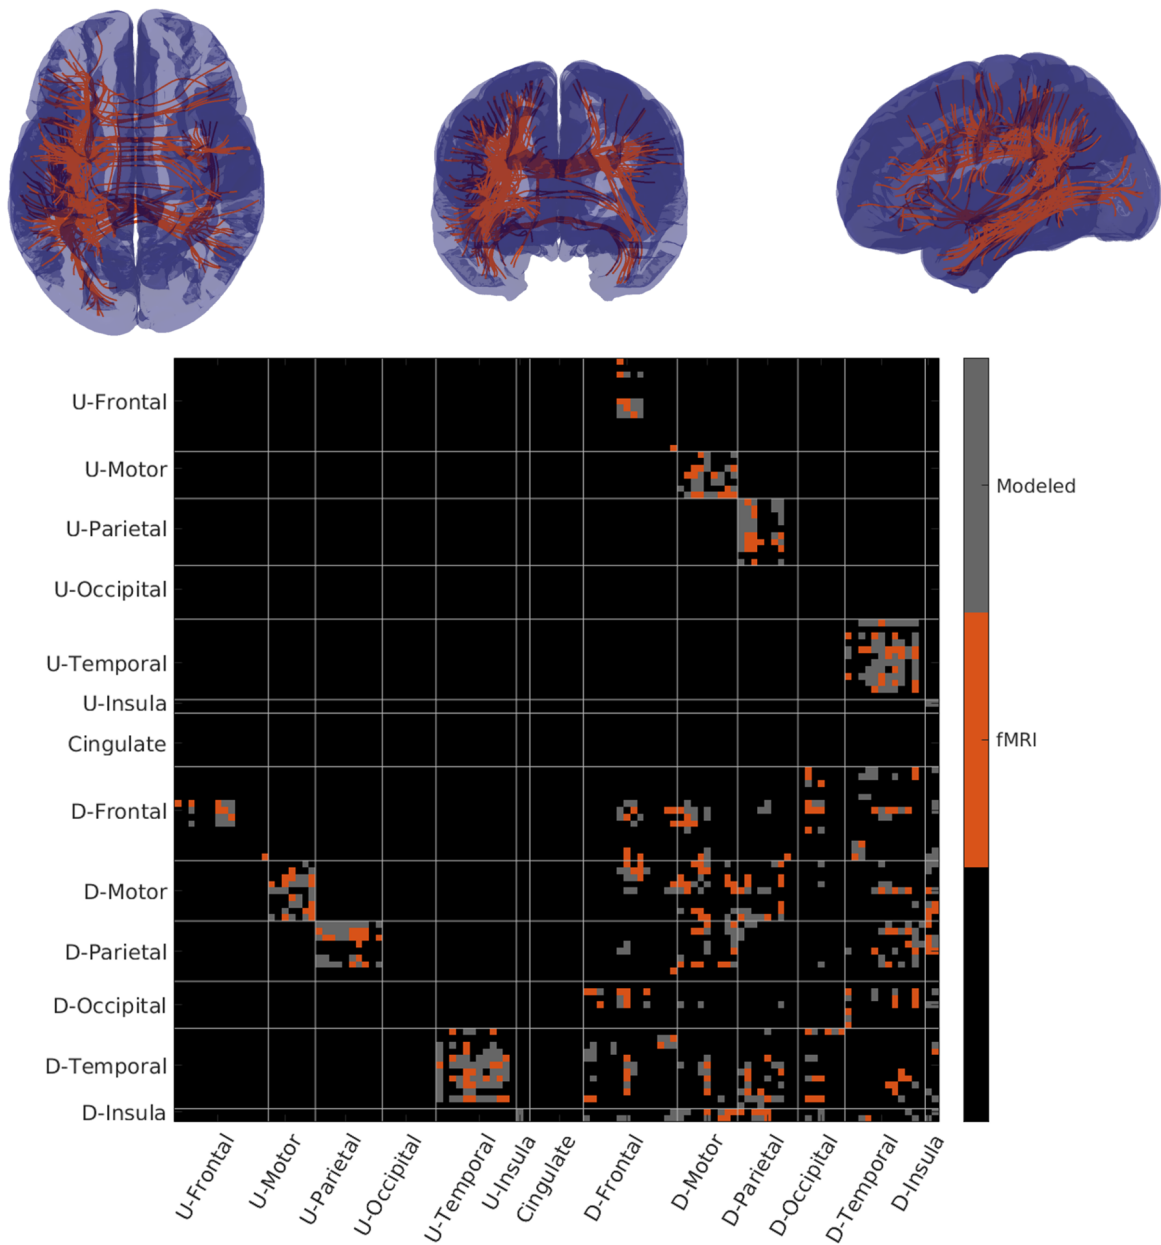 U-Frontal
U-Motor
U-Parietal
U-Occipital
U-Temporal
U-Insula
Cingulate
D-Frontal
D-Motor
D-Parietal
D-Occipital
D-Temporal
D-Insula
Modeled
fMRI
U-Frontal
U-Motor
U-Parietal
U-Occipital
U-Temporal
U-Insula
Cingulate
D-Frontal
D-Motor
D-Parietal
D-Occipital
D-Temporal
D-Insula